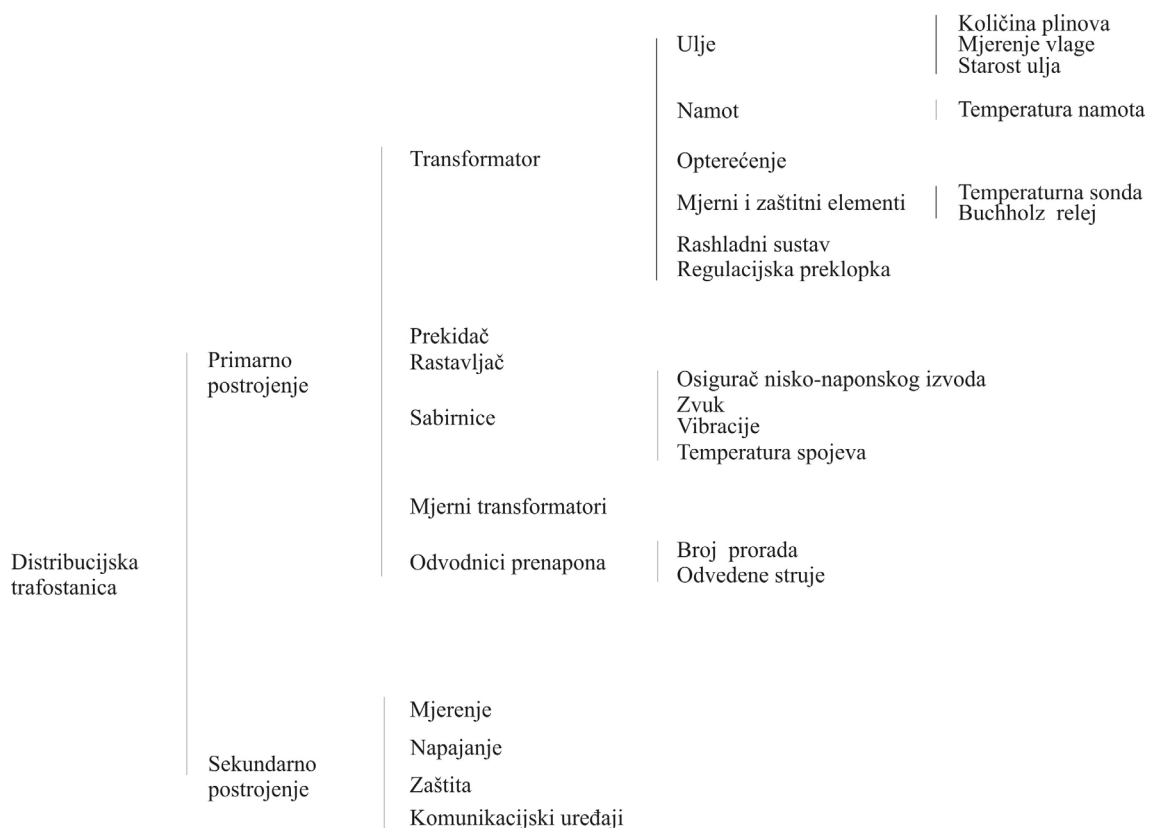 Distribucijska
trafostanica
Primarno
postrojenje
Transformator
Ulje
Količina plinova
Mjerenje vlage
Starost ulja
Namot
Temperatura namota
Opterećenje
Mjerni i zaštitni elementi
Temperaturna sonda
Buchholz relej
Rashladni sustav
Regulacijska preklopka
Prekidač
Rastavljač
Sabirnice
Osigurač nisko-naponskog izvoda
Zvuk
Vibracije
Temperatura spojeva
Mjerni transformatori
Odvodnici prenapona
Broj prorada
Odvedene struje
Sekundarno
postrojenje
Mjerenje
Napajanje
Zaštita
Komunikacijski uređaji